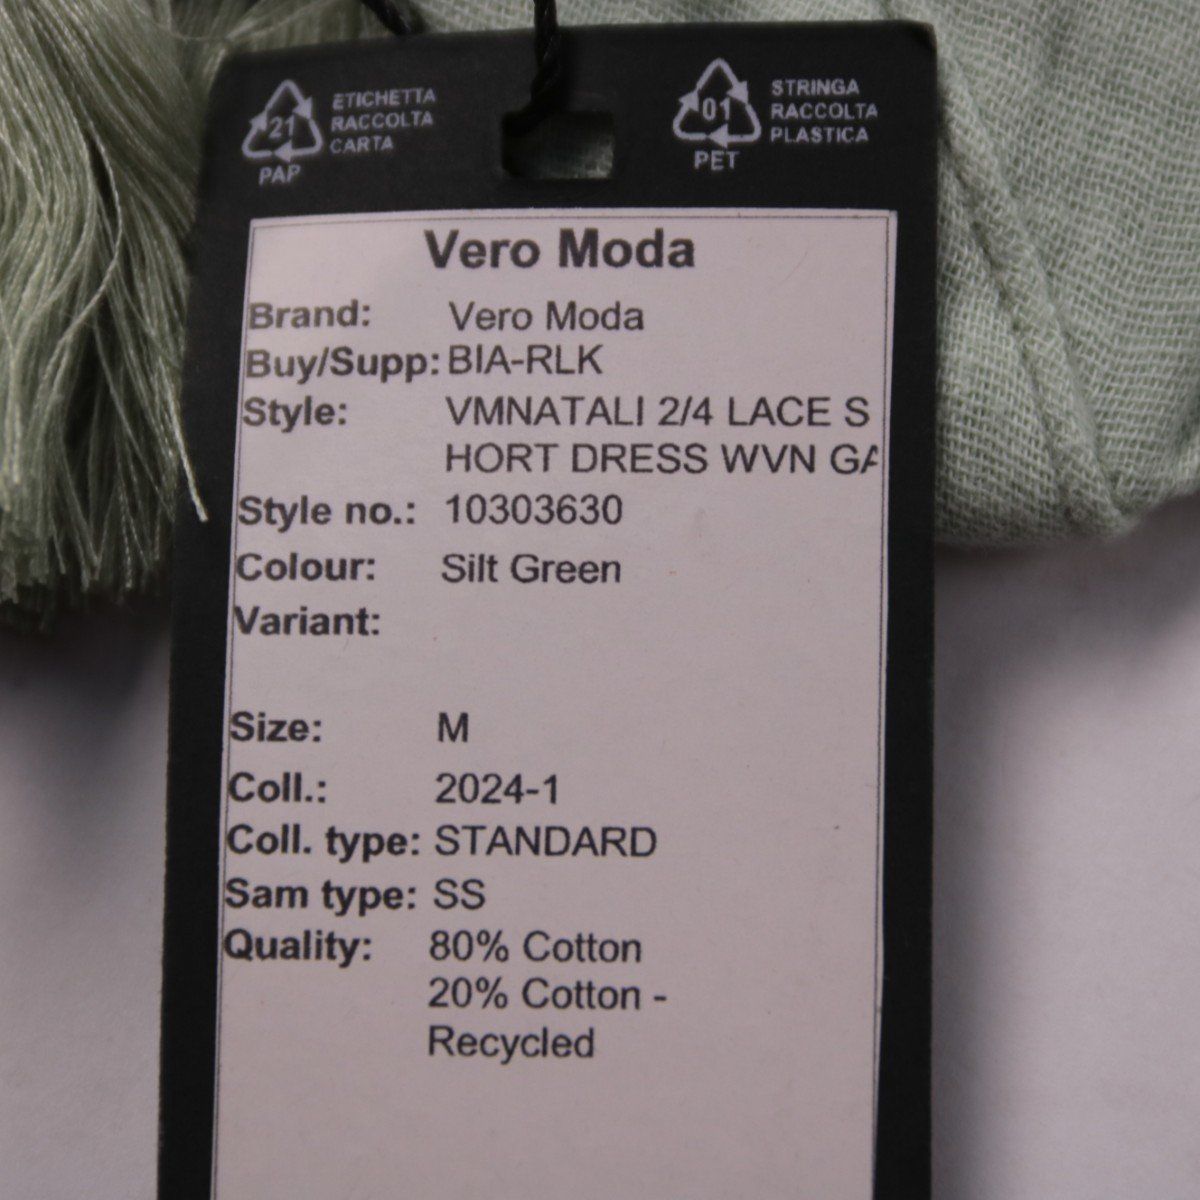 21
PAP
ETICHETTA
RACCOLTA
CARTA
01
PET
STRINGA
RACCOLTA
PLASTICA
Vero Moda
Brand: Vero Moda
Buy/Supp: BIA-RLK
Style: VMNATALI 2/4 LACE S
HORT DRESS WVN GA
Style no.: 10303630
Colour: Silt Green
Variant:
Size: M
Coll.: 2024-1
Coll. type: STANDARD
Sam type: SS
Quality: 80% Cotton
20% Cotton -
Recycled